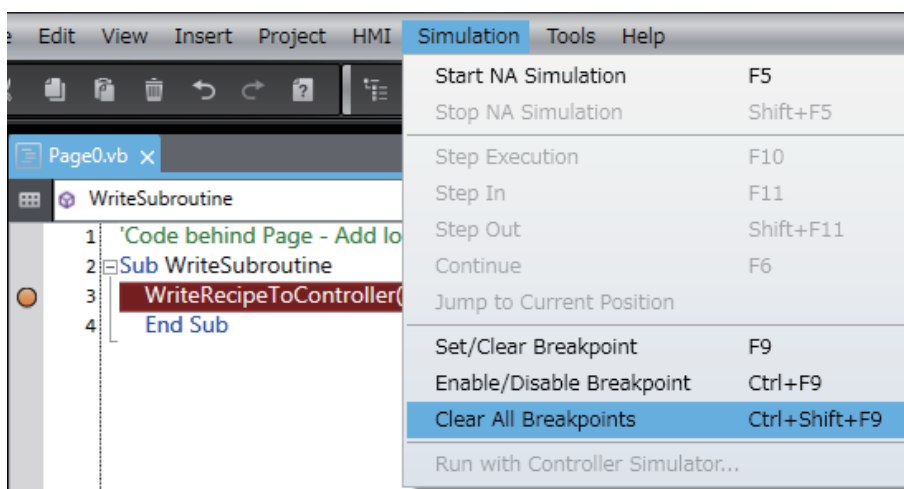 Edit View Insert Project HMI Simulation Tools Help
Start NA Simulation F5
Stop NA Simulation Shift+F5
Step Execution F10
Step In F11
Step Out Shift+F11
Continue F6
Jump to Current Position
Set/Clear Breakpoint F9
Enable/Disable Breakpoint Ctrl+F9
Clear All Breakpoints Ctrl+Shift+F9
Run with Controller Simulator...
Page0.vb
WriteSubroutine
1 'Code behind Page - Add lo
2 Sub WriteSubroutine
3 WriteRecipeToController(
4 End Sub